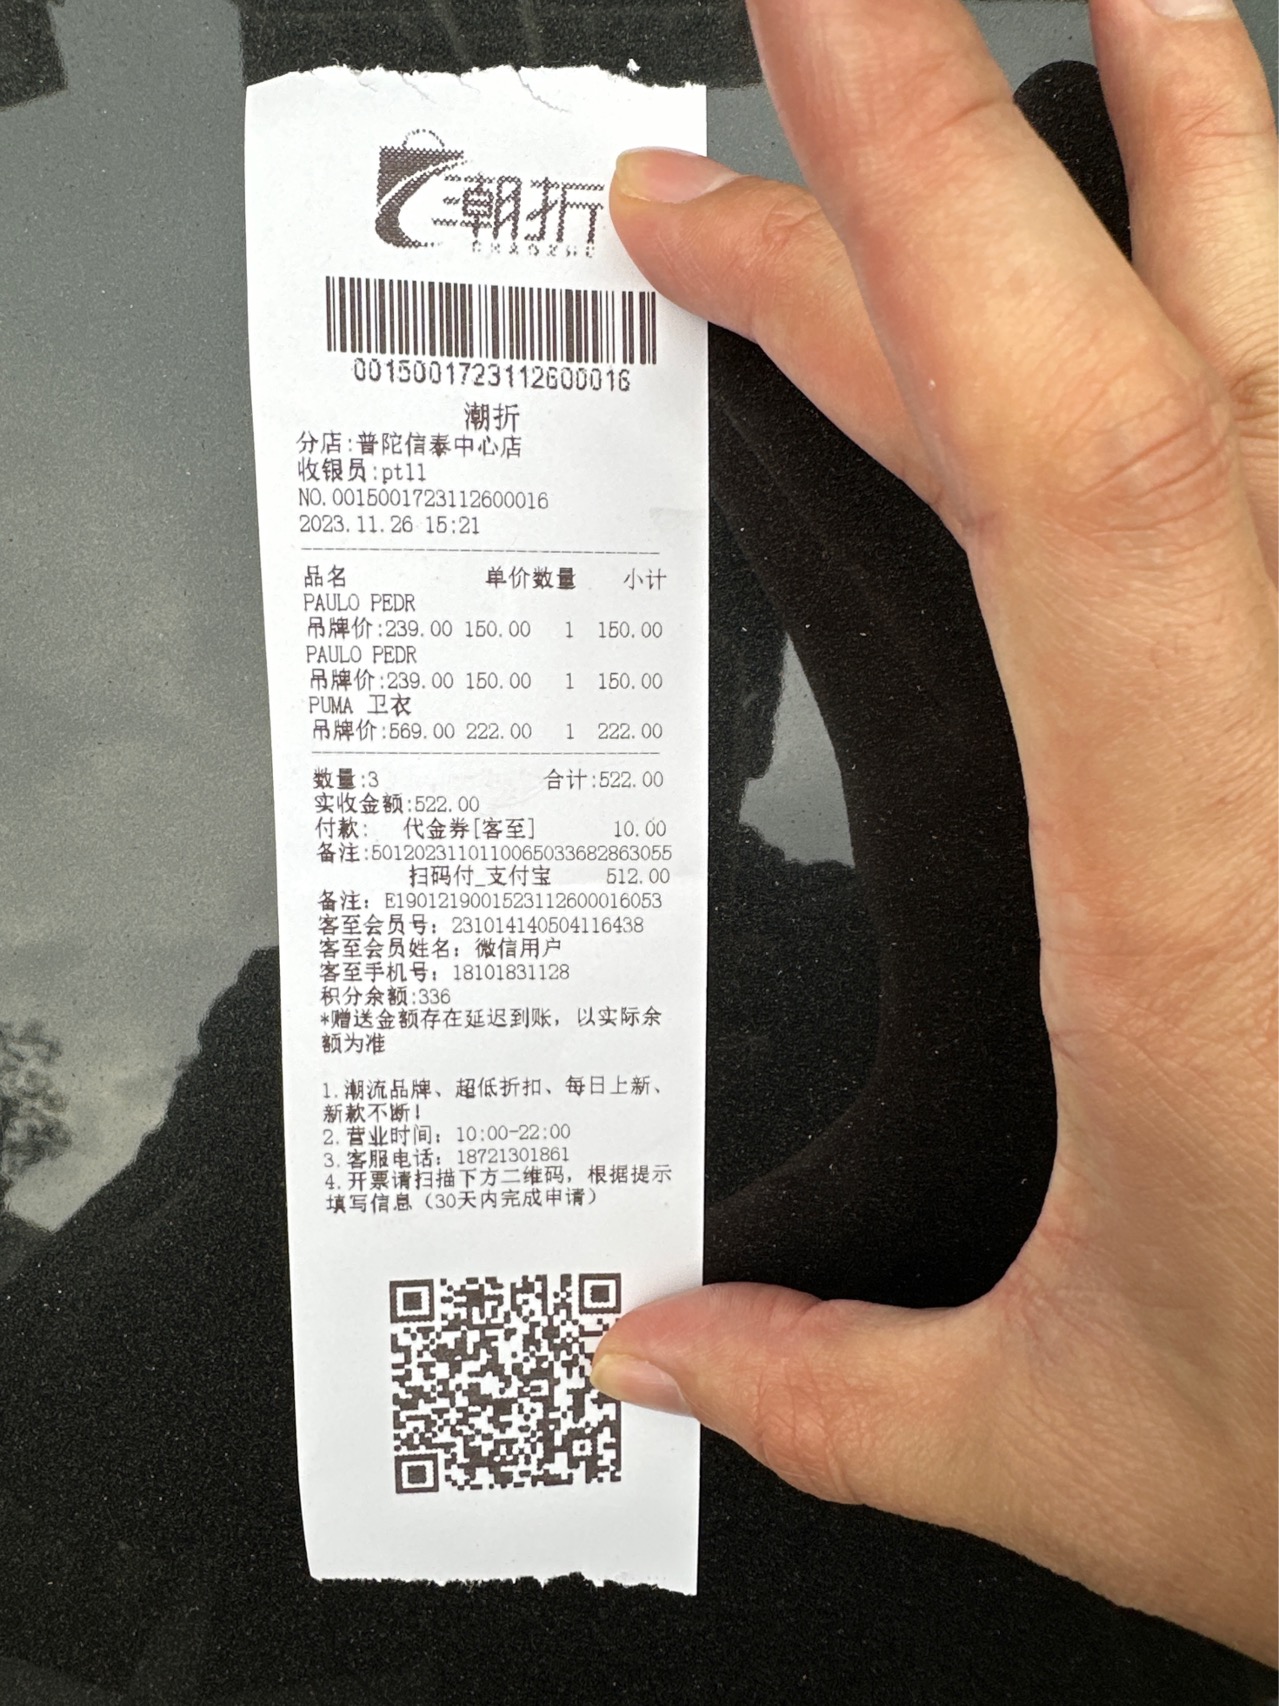 潮折
0015001723112600016
潮折
分店:普陀信泰中心店
收银员:pt11
NO.0015001723112600016
2023.11.26 15:21
品名 单价数量 小计
PAULO PEDR
吊牌价:239.00 150.00 1 150.00
PAULO PEDR
吊牌价:239.00 150.00 1 150.00
PUMA 卫衣
吊牌价:569.00 222.00 1 222.00
数量:3 合计:522.00
实收金额:522.00
付款: 代金券[客至] 10.00
备注:5012023110110065033682863055
扫码付_支付宝 512.00
备注: E1901219001523112600016053
客至会员号: 231014140504116438
客至会员姓名: 微信用户
客至手机号: 18101831128
积分余额:336
*赠送金额存在延迟到账，以实际余
额为准
1.潮流品牌、超低折扣、每日上新、
新款不断!
2.营业时间: 10:00-22:00
3.客服电话: 18721301861
4.开票请扫描下方二维码，根据提示
填写信息（30天内完成申请）